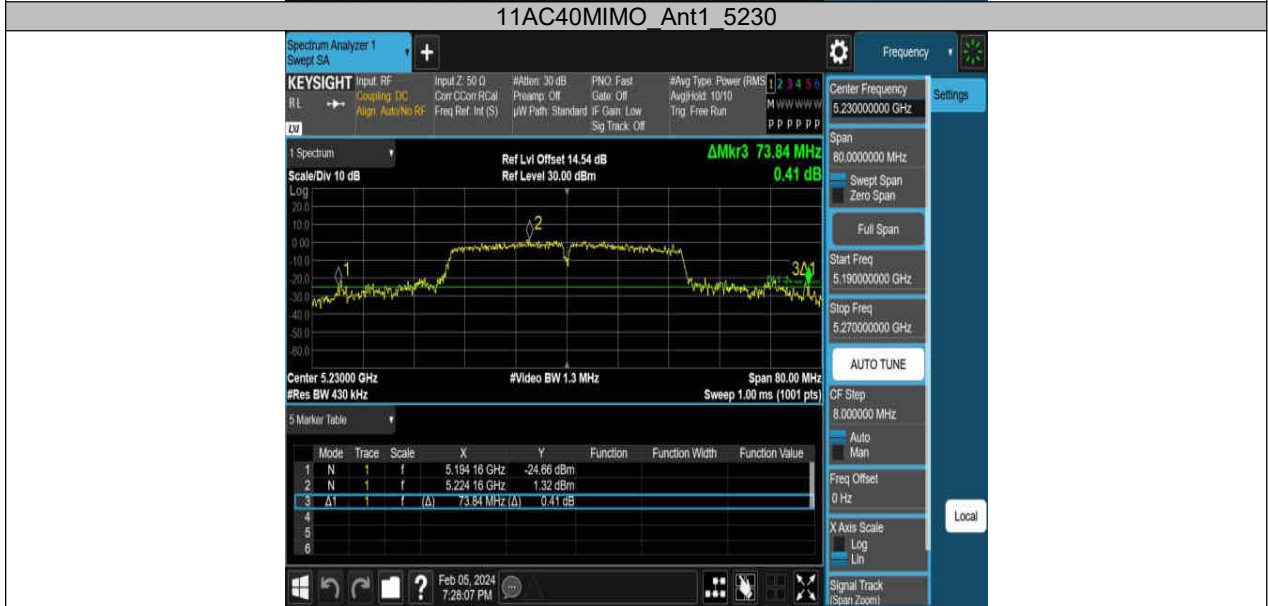 11AC40MIMO_Ant1_5230
Spectrum Analyzer 1
Swept SA
+
Frequency
KEYSIGHT
RL
LXI
Input: RF
Coupling: DC
Align: Auto/No RF
Input Z: 50 Ω
Corr CCorr RCal
Freq Ref: Int (S)
#Atten: 30 dB
Preamp: Off
µW Path: Standard
PNO: Fast
Gate: Off
IF Gain: Low
Sig Track: Off
#Avg Type: Power (RMS
Avg|Hold: 10/10
Trig: Free Run
1 2 3 4 5 6
M W W W W W
P P P P P P
Center Frequency
5.230000000 GHz
Settings
Span
80.0000000 MHz
Swept Span
Zero Span
Full Span
Start Freq
5.190000000 GHz
Stop Freq
5.270000000 GHz
AUTO TUNE
CF Step
8.000000 MHz
Auto
Man
Freq Offset
0 Hz
X Axis Scale
Log
Lin
Signal Track
(Span Zoom)
Local
1 Spectrum
Scale/Div 10 dB
Ref Lvl Offset 14.54 dB
Ref Level 30.00 dBm
ΔMkr3 73.84 MHz
0.41 dB
Log
20.0
10.0
0.00
-10.0
-20.0
-30.0
-40.0
-50.0
-60.0
1
2
3Δ1
Center 5.23000 GHz
#Res BW 430 kHz
#Video BW 1.3 MHz
Span 80.00 MHz
Sweep 1.00 ms (1001 pts)
5 Marker Table
Mode Trace Scale X Y Function Function Width Function Value
1 N 1 f 5.194 16 GHz -24.66 dBm
2 N 1 f 5.224 16 GHz 1.32 dBm
3 Δ1 1 f (Δ) 73.84 MHz (Δ) 0.41 dB
4
5
6
?
Feb 05, 2024
7:28:07 PM